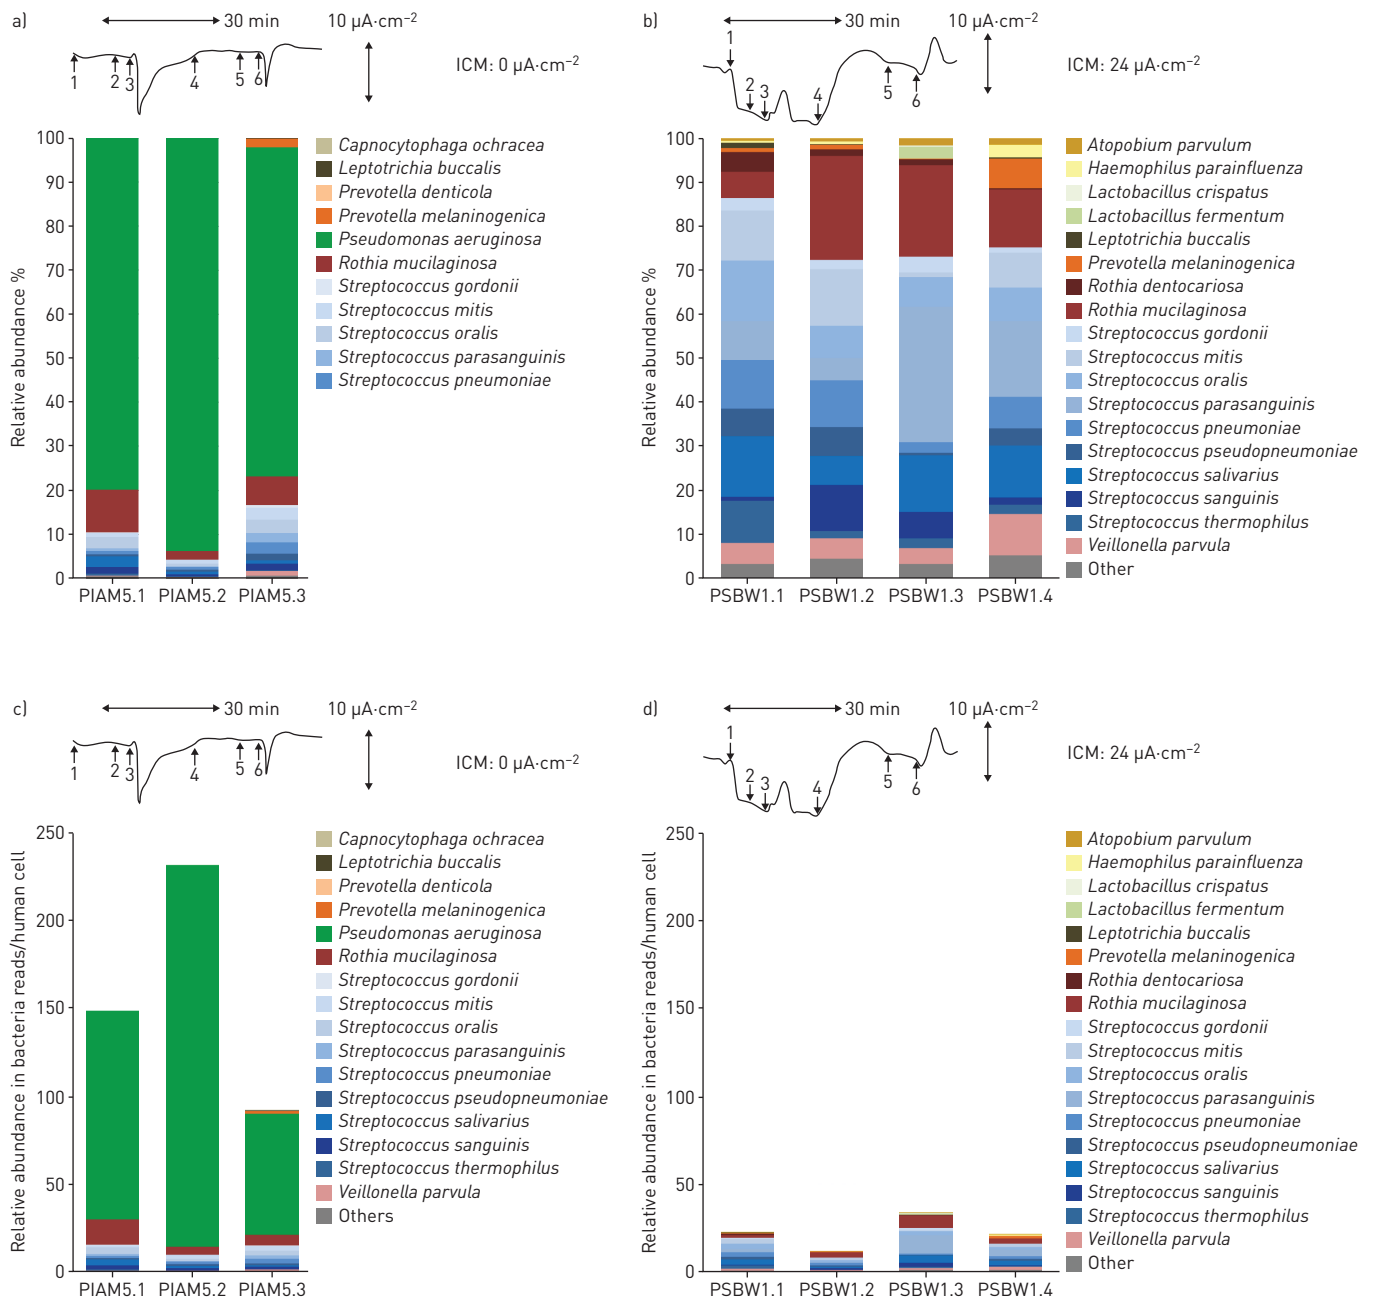 a)
30 min
10 µA·cm−2
ICM: 0 µA·cm−2
1
2
3
4
5
6
Relative abundance %
100
90
80
70
60
50
40
30
20
10
0
PIAM5.1
PIAM5.2
PIAM5.3
Capnocytophaga ochracea
Leptotrichia buccalis
Prevotella denticola
Prevotella melaninogenica
Pseudomonas aeruginosa
Rothia mucilaginosa
Streptococcus gordonii
Streptococcus mitis
Streptococcus oralis
Streptococcus parasanguinis
Streptococcus pneumoniae
b)
30 min
10 µA·cm−2
ICM: 24 µA·cm−2
1
2
3
4
5
6
Relative abundance %
100
90
80
70
60
50
40
30
20
10
0
PSBW1.1
PSBW1.2
PSBW1.3
PSBW1.4
Atopobium parvulum
Haemophilus parainfluenza
Lactobacillus crispatus
Lactobacillus fermentum
Leptotrichia buccalis
Prevotella melaninogenica
Rothia dentocariosa
Rothia mucilaginosa
Streptococcus gordonii
Streptococcus mitis
Streptococcus oralis
Streptococcus parasanguinis
Streptococcus pneumoniae
Streptococcus pseudopneumoniae
Streptococcus salivarius
Streptococcus sanguinis
Streptococcus thermophilus
Veillonella parvula
Other
c)
30 min
10 µA·cm−2
ICM: 0 µA·cm−2
1
2
3
4
5
6
Relative abundance in bacteria reads/human cell
250
200
150
100
50
0
PIAM5.1
PIAM5.2
PIAM5.3
Capnocytophaga ochracea
Leptotrichia buccalis
Prevotella denticola
Prevotella melaninogenica
Pseudomonas aeruginosa
Rothia mucilaginosa
Streptococcus gordonii
Streptococcus mitis
Streptococcus oralis
Streptococcus parasanguinis
Streptococcus pneumoniae
Streptococcus pseudopneumoniae
Streptococcus salivarius
Streptococcus sanguinis
Streptococcus thermophilus
Veillonella parvula
Others
d)
30 min
10 µA·cm−2
ICM: 24 µA·cm−2
1
2
3
4
5
6
Relative abundance in bacteria reads/human cell
250
200
150
100
50
0
PSBW1.1
PSBW1.2
PSBW1.3
PSBW1.4
Atopobium parvulum
Haemophilus parainfluenza
Lactobacillus crispatus
Lactobacillus fermentum
Leptotrichia buccalis
Prevotella melaninogenica
Rothia dentocariosa
Rothia mucilaginosa
Streptococcus gordonii
Streptococcus mitis
Streptococcus oralis
Streptococcus parasanguinis
Streptococcus pneumoniae
Streptococcus pseudopneumoniae
Streptococcus salivarius
Streptococcus sanguinis
Streptococcus thermophilus
Veillonella parvula
Other